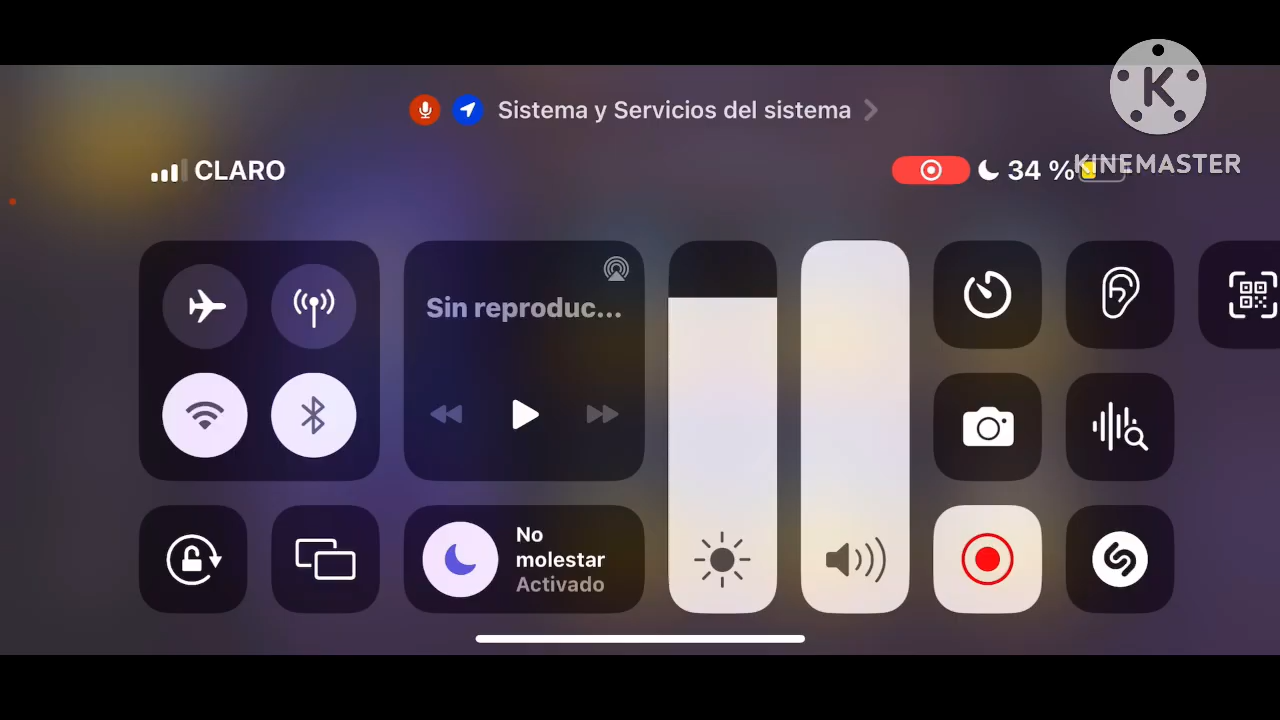 Sistema y Servicios del sistema
CLARO
34 %
K
KINEMASTER
Sin reproduc...
No
molestar
Activado